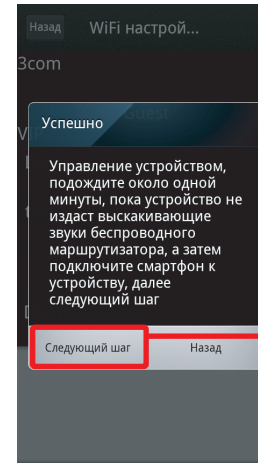 Назад WiFi настрой...
3com
Guest
Успешно
Управление устройством,
подождите около одной
минуты, пока устройство не
издаст выскакивающие
звуки беспроводного
маршрутизатора, а затем
подключите смартфон к
устройству, далее
следующий шаг
Следующий шаг Назад